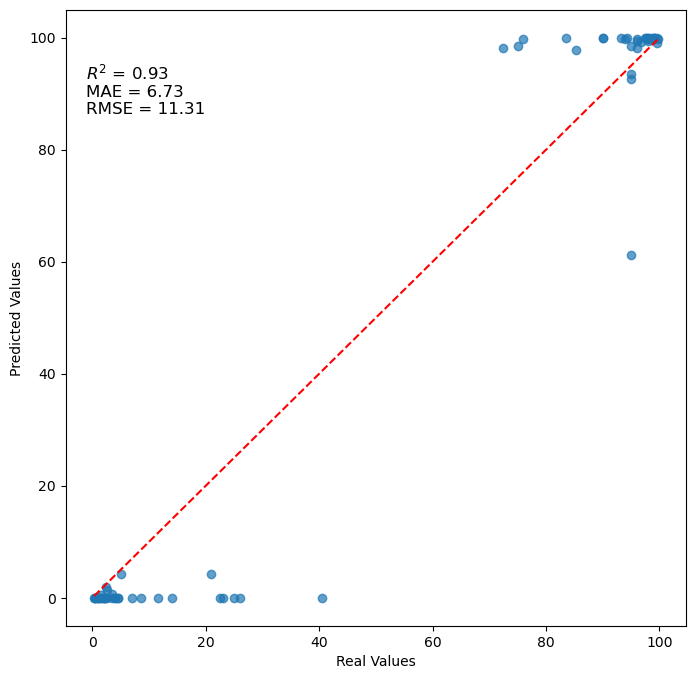 100
R² = 0.93
MAE = 6.73
RMSE = 11.31
80
60
Predicted Values
40
20
0
0 20 40 60 80 100
Real Values